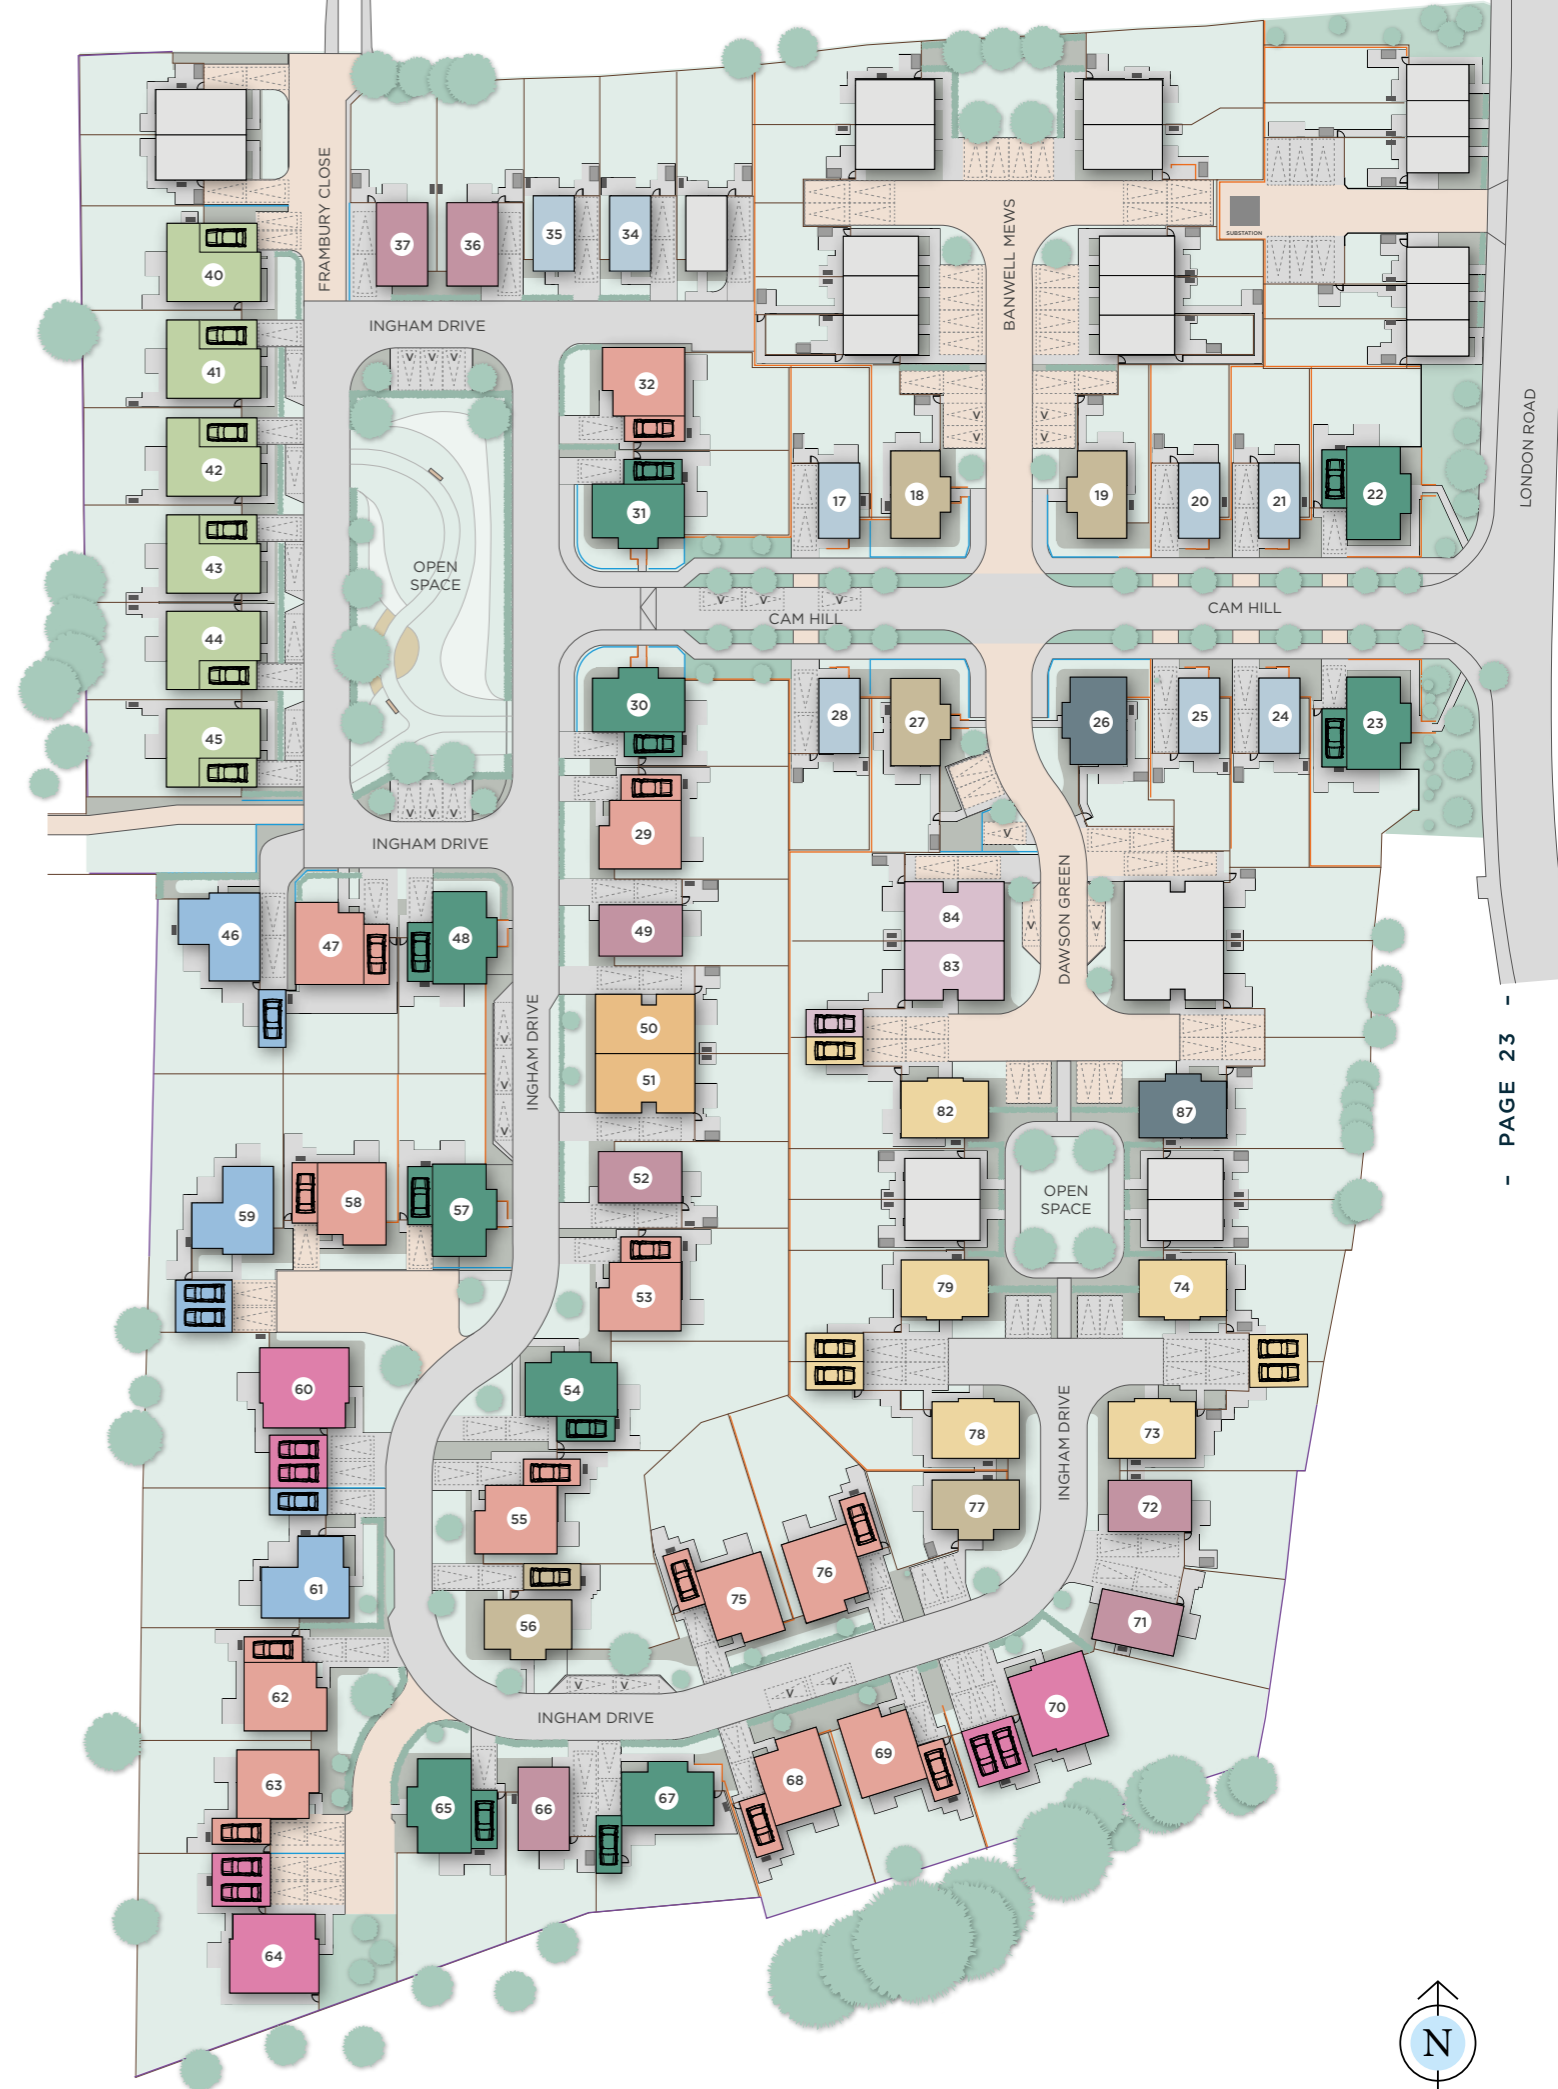 FRAMBURY CLOSE
37
36
35
34
BANWELL MEWS
SUBSTATION
40
INGHAM DRIVE
41
32
V V V
LONDON ROAD
42
V V
V V
17
18
19
20
21
22
43
31
OPEN
SPACE
V V V
CAM HILL
CAM HILL
44
30
28
27
26
25
24
23
45
V V V
29
V
INGHAM DRIVE
46
47
48
49
84
V V
DAWSON GREEN
83
PAGE 23
INGHAM DRIVE
V
V
V
50
51
82
87
52
OPEN
SPACE
59
58
57
53
79
74
60
54
INGHAM DRIVE
78
73
55
77
72
61
76
75
56
71
62
V V
V V
70
INGHAM DRIVE
69
63
68
65
66
67
64
N